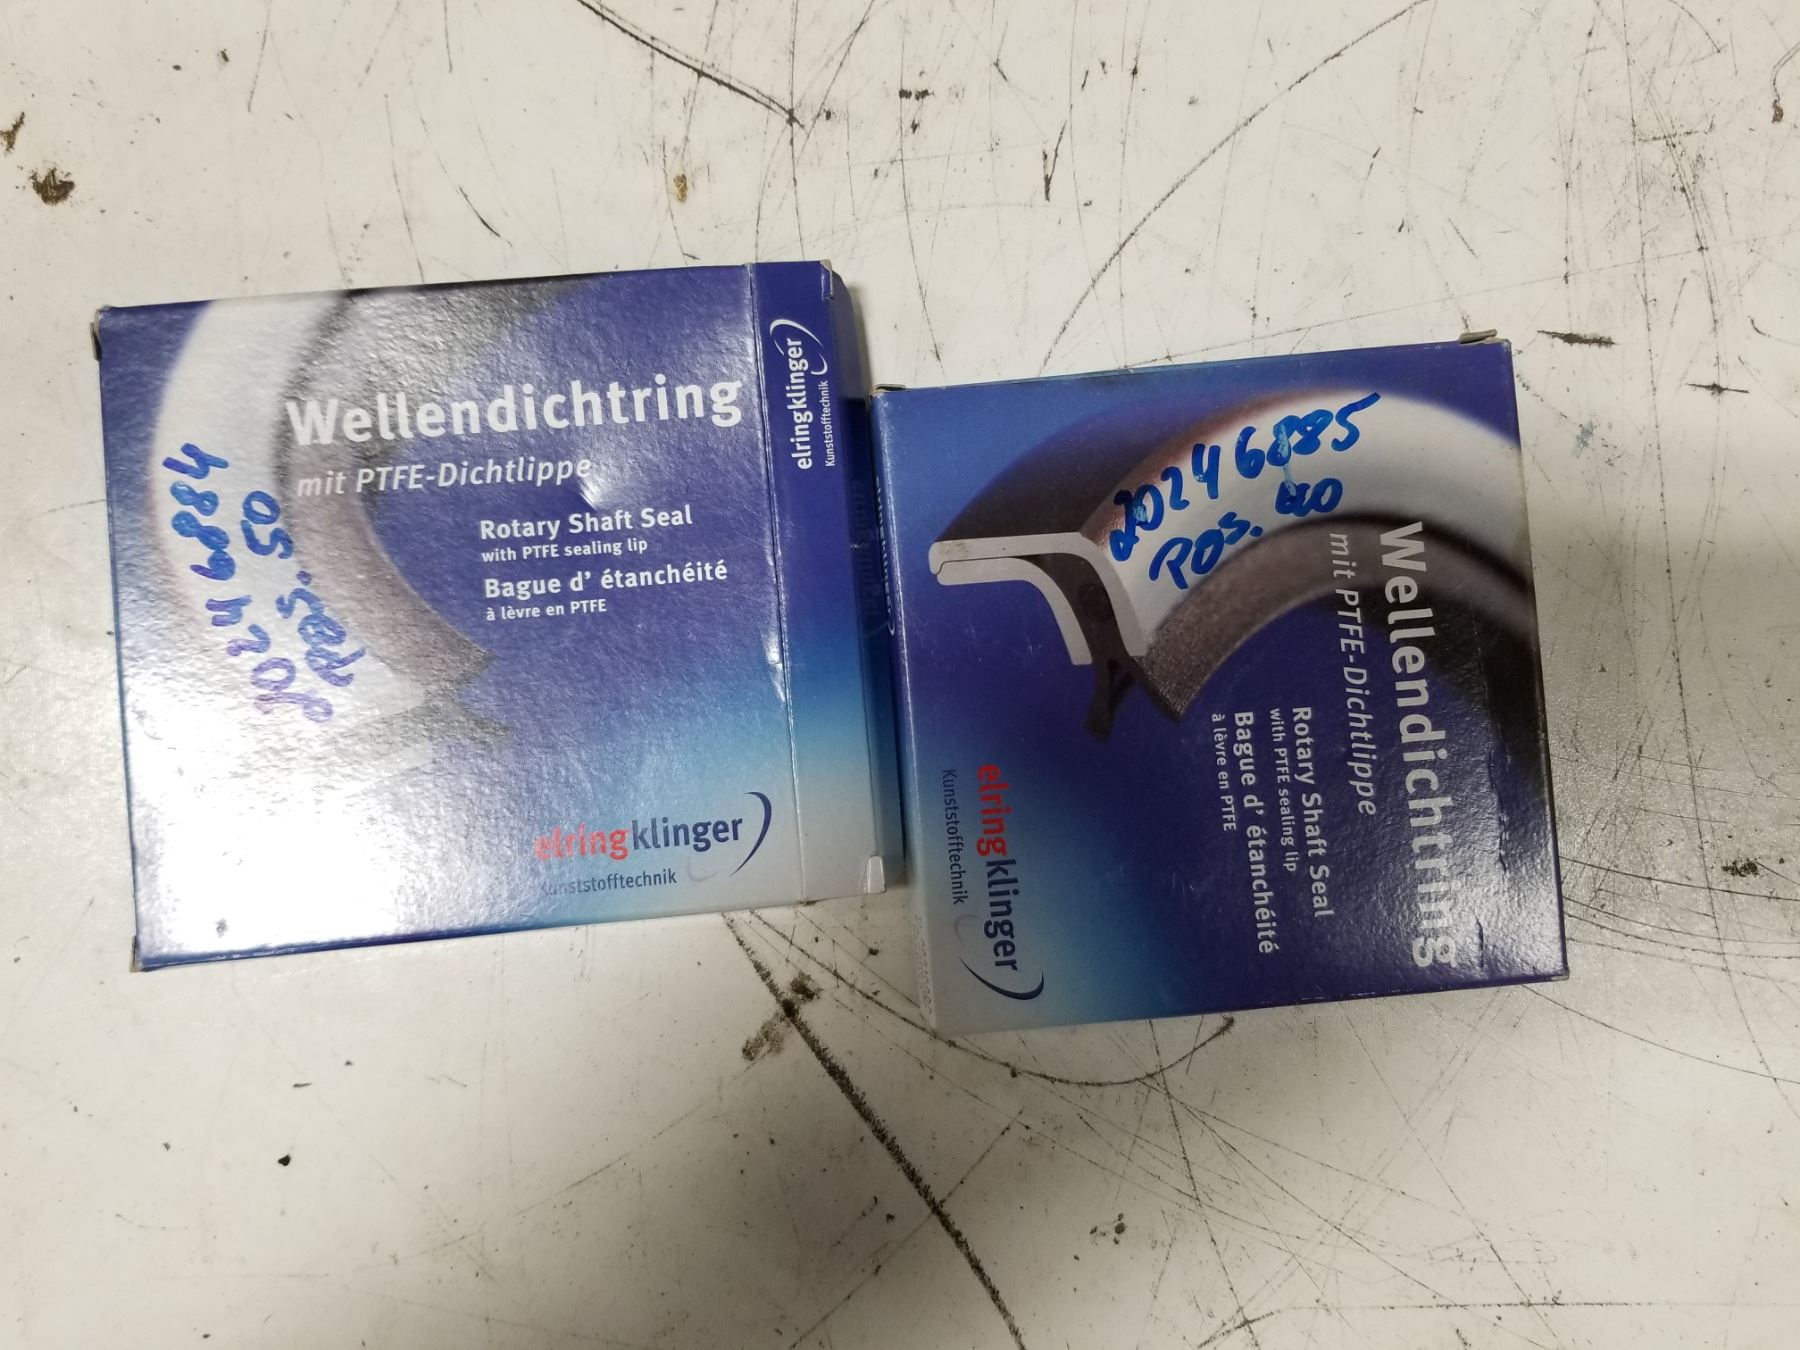 Wellendichtring
mit PTFE-Dichtlippe
Rotary Shaft Seal
with PTFE sealing lip
Bague d' étanchéité
à lèvre en PTFE
20246884
Pos. 50
elringklinger
Kunststofftechnik
elringklinger
Kunststofftechnik
20246885
Pos. 40
Wellendichtring
mit PTFE-Dichtlippe
Rotary Shaft Seal
with PTFE sealing lip
Bague d' étanchéité
à lèvre en PTFE
elringklinger
Kunststofftechnik